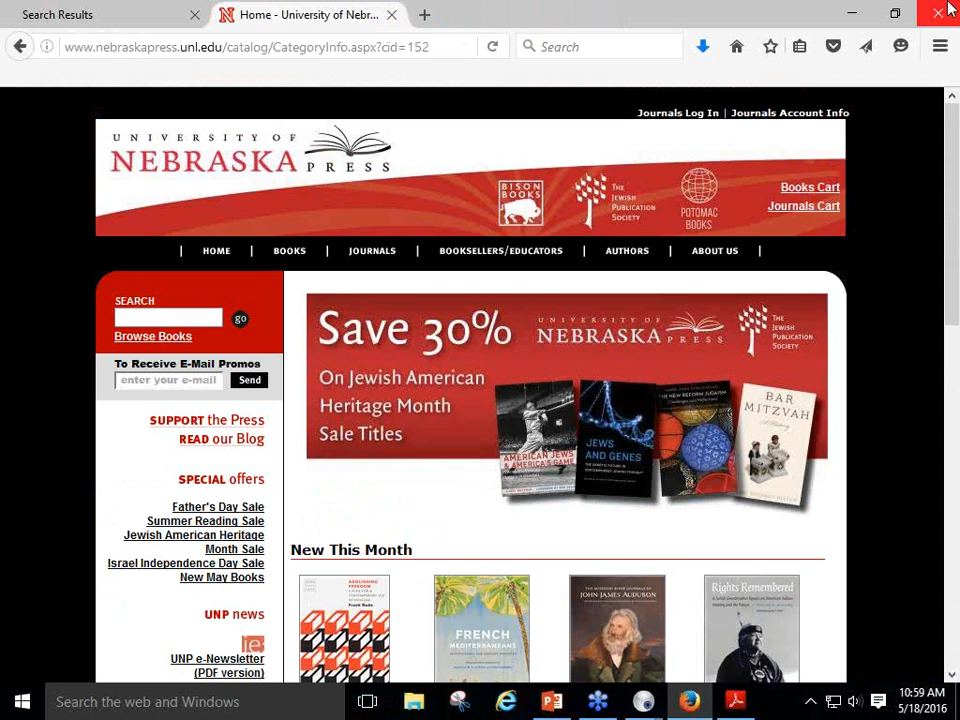 Search Results
Home - University of Nebr...
www.nebraskapress.unl.edu/catalog/CategoryInfo.aspx?cid=152
Search
Journals Log In | Journals Account Info
UNIVERSITY OF
NEBRASKA PRESS
BISON
BOOKS
THE
JEWISH
PUBLICATION
SOCIETY
POTOMAC
BOOKS
Books Cart
Journals Cart
| HOME | BOOKS | JOURNALS | BOOKSELLERS/EDUCATORS | AUTHORS | ABOUT US |
SEARCH
go
Browse Books
To Receive E-Mail Promos
enter your e-mail Send
SUPPORT the Press
READ our Blog
SPECIAL offers
Father's Day Sale
Summer Reading Sale
Jewish American Heritage
Month Sale
Israel Independence Day Sale
New May Books
UNP news
UNP e-Newsletter
(PDF version)
Save 30%
On Jewish American
Heritage Month
Sale Titles
UNIVERSITY OF
NEBRASKA PRESS
THE
JEWISH
PUBLICATION
SOCIETY
AMERICAN JEWS
& AMERICA'S GAME
JEWS
AND GENES
THE NEW REFORM JUDAISM
BAR
MITZVAH
A History
New This Month
ABOLISHING
FREEDOM
Frank Ruda
FRENCH
MEDITERRANEANS
JOHN JAMES AUDUBON
Rights Remembered
Search the web and Windows
10:59 AM
5/18/2016